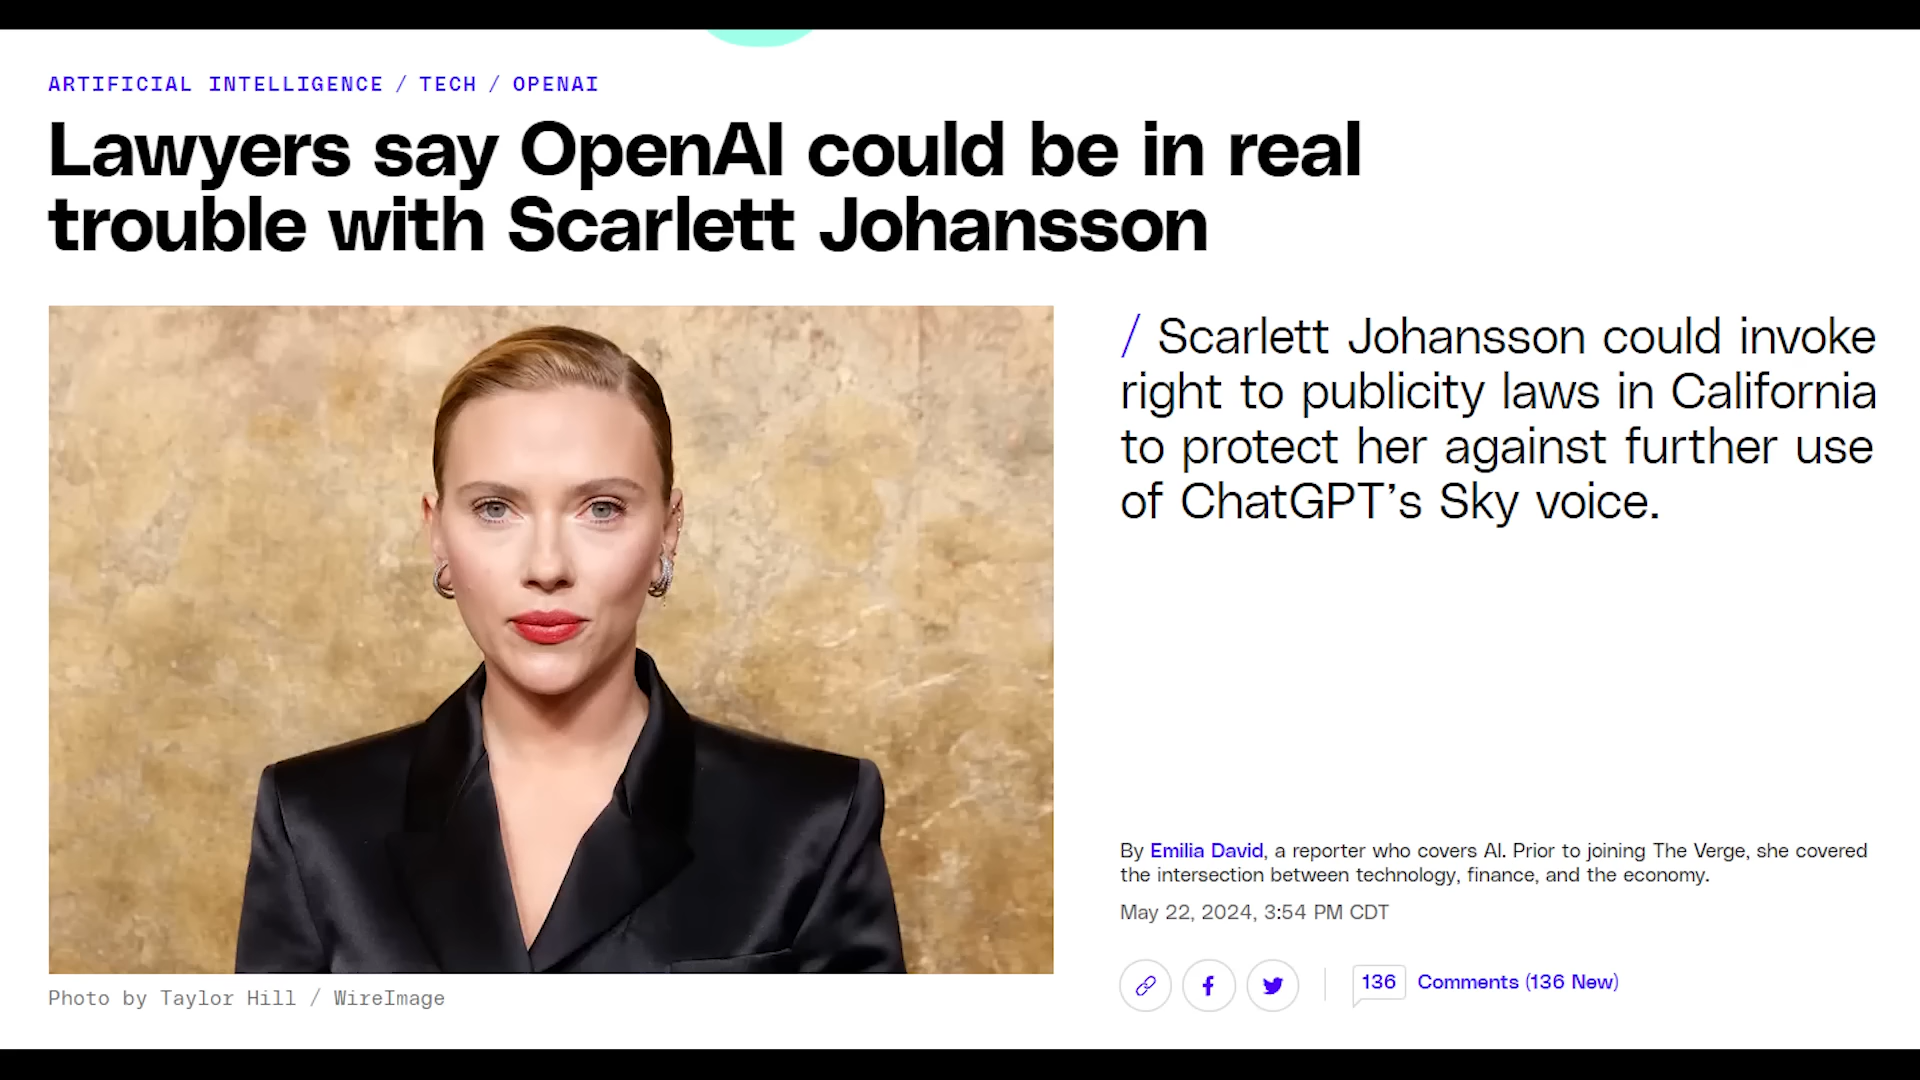 ARTIFICIAL INTELLIGENCE / TECH / OPENAI
Lawyers say OpenAI could be in real
trouble with Scarlett Johansson
/ Scarlett Johansson could invoke
right to publicity laws in California
to protect her against further use
of ChatGPT’s Sky voice.
By Emilia David, a reporter who covers AI. Prior to joining The Verge, she covered
the intersection between technology, finance, and the economy.
May 22, 2024, 3:54 PM CDT
136 Comments (136 New)
Photo by Taylor Hill / WireImage